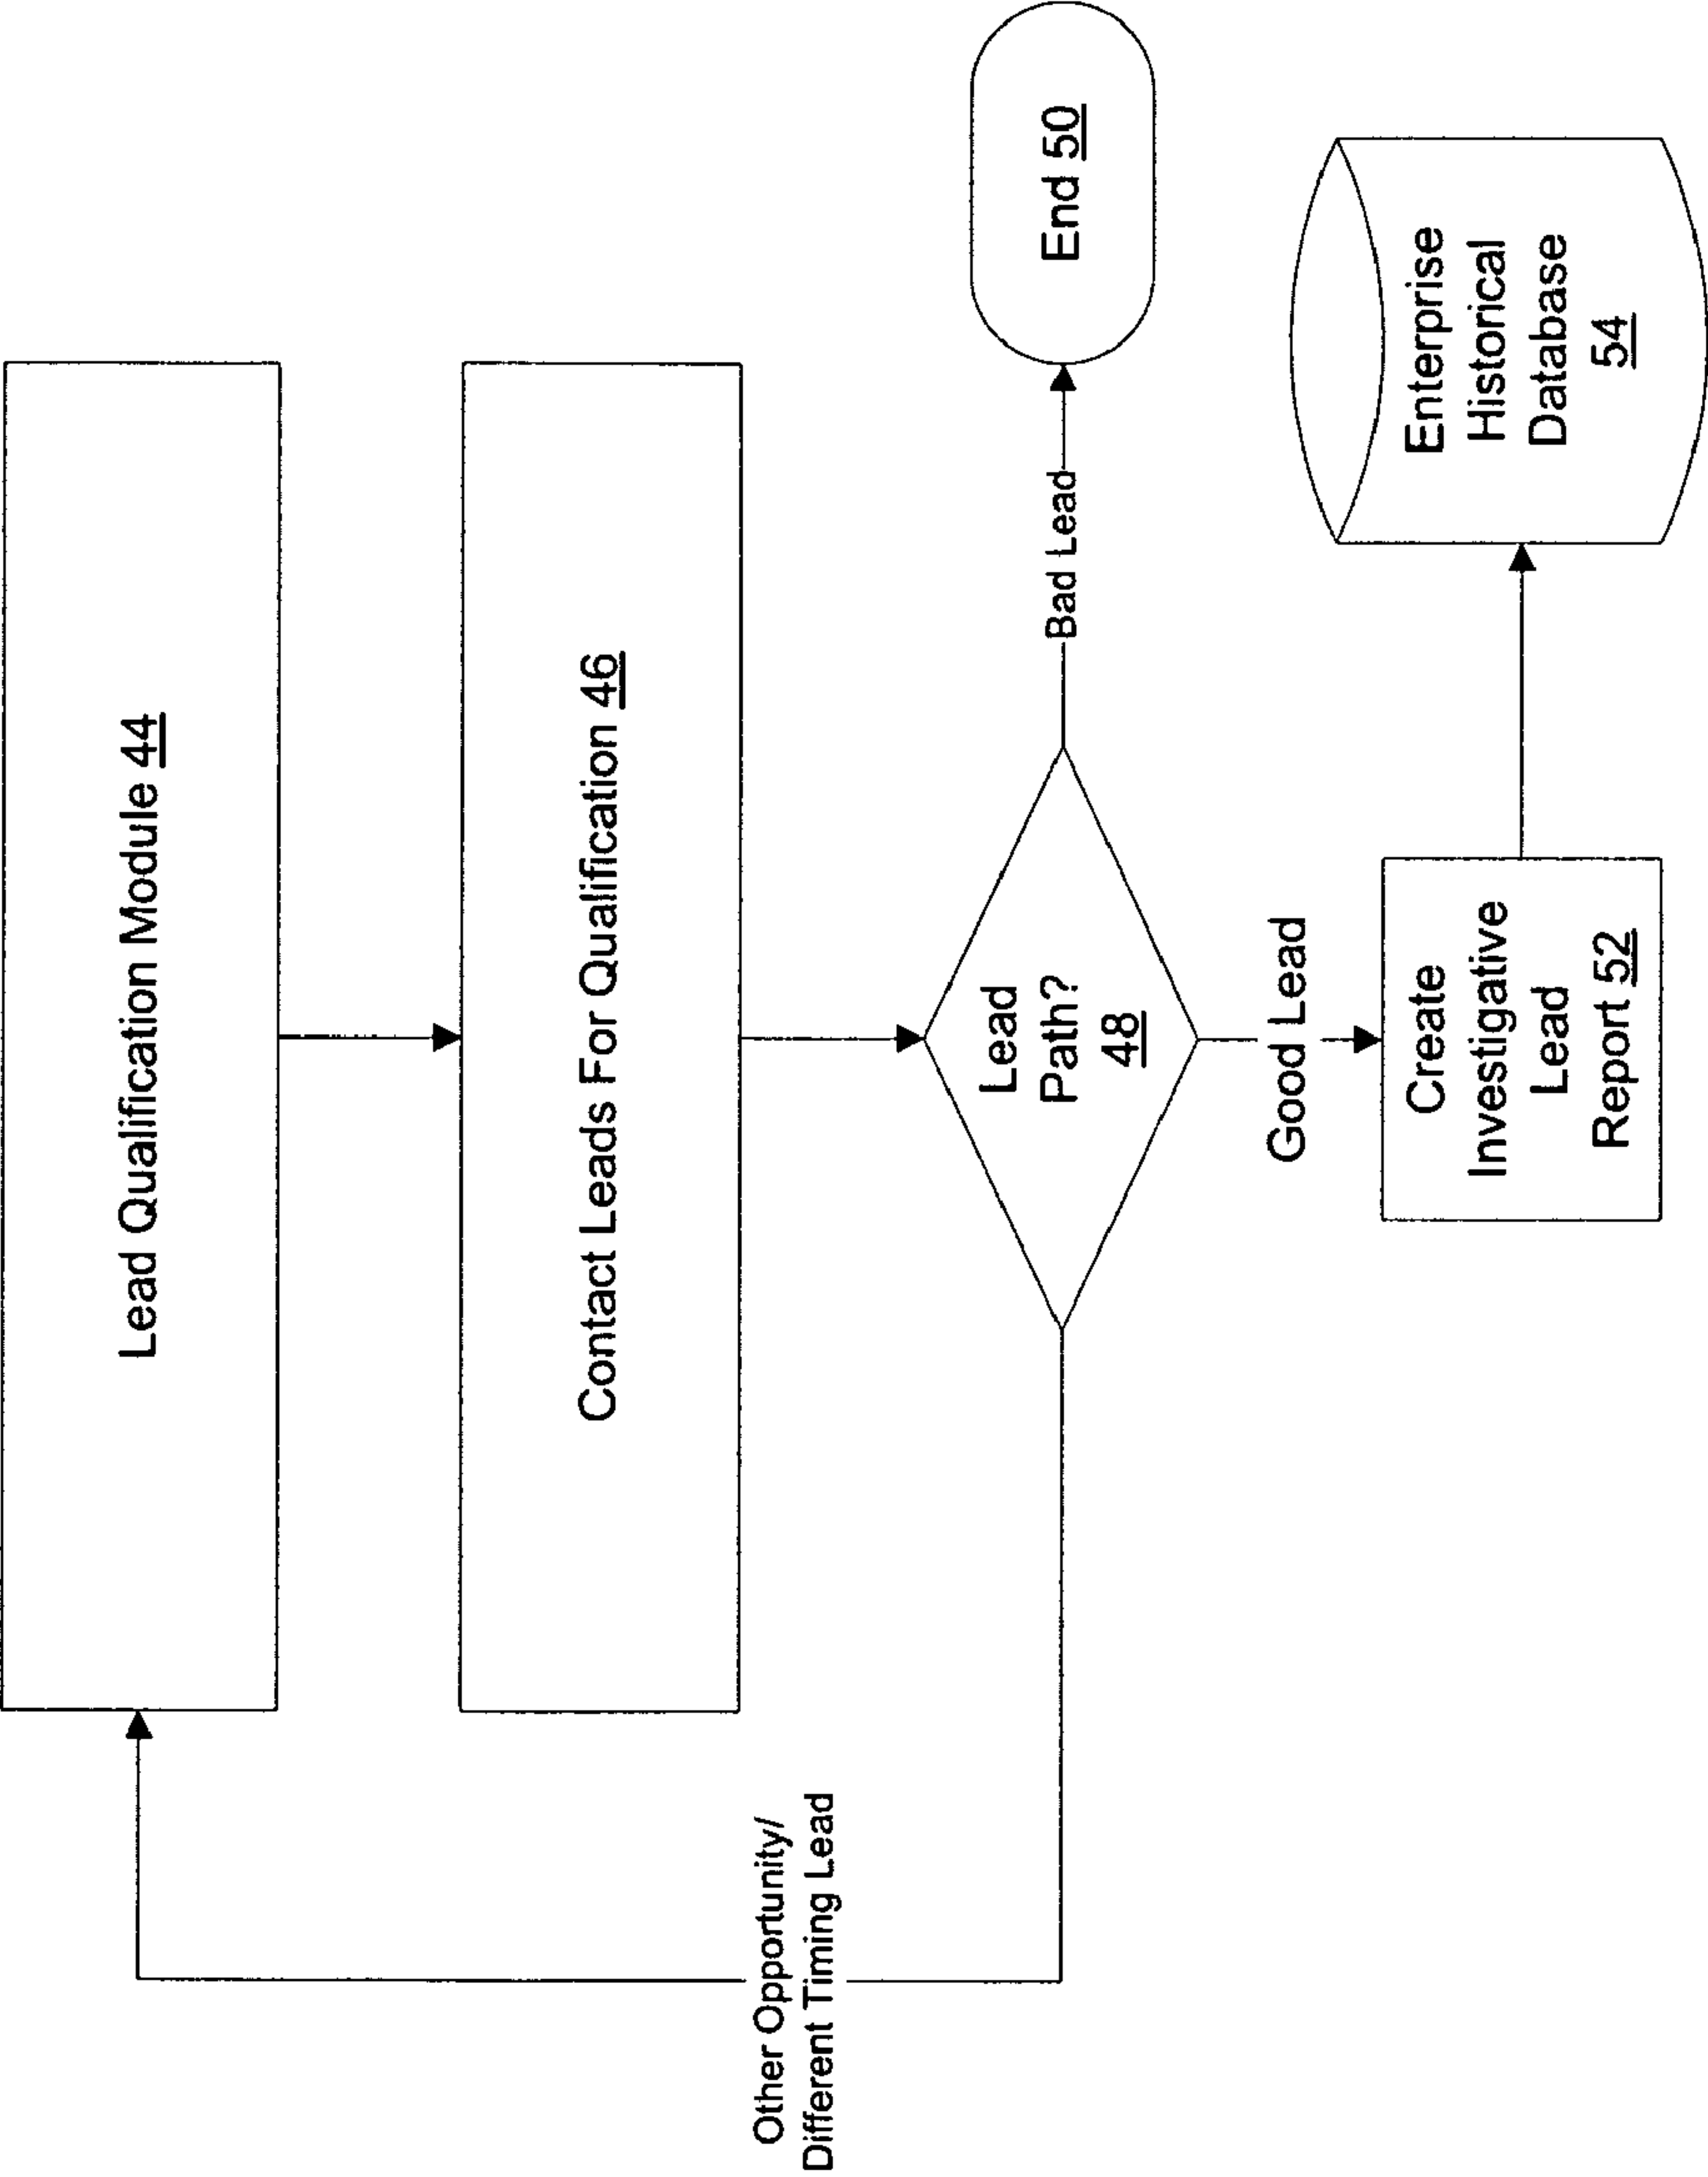 Lead Qualification Module 44
Contact Leads For Qualification 46
Other Opportunity/
Different Timing Lead
Lead
Path?
48
Bad Lead
End 50
Good Lead
Create
Investigative
Lead
Report 52
Enterprise
Historical
Database
54